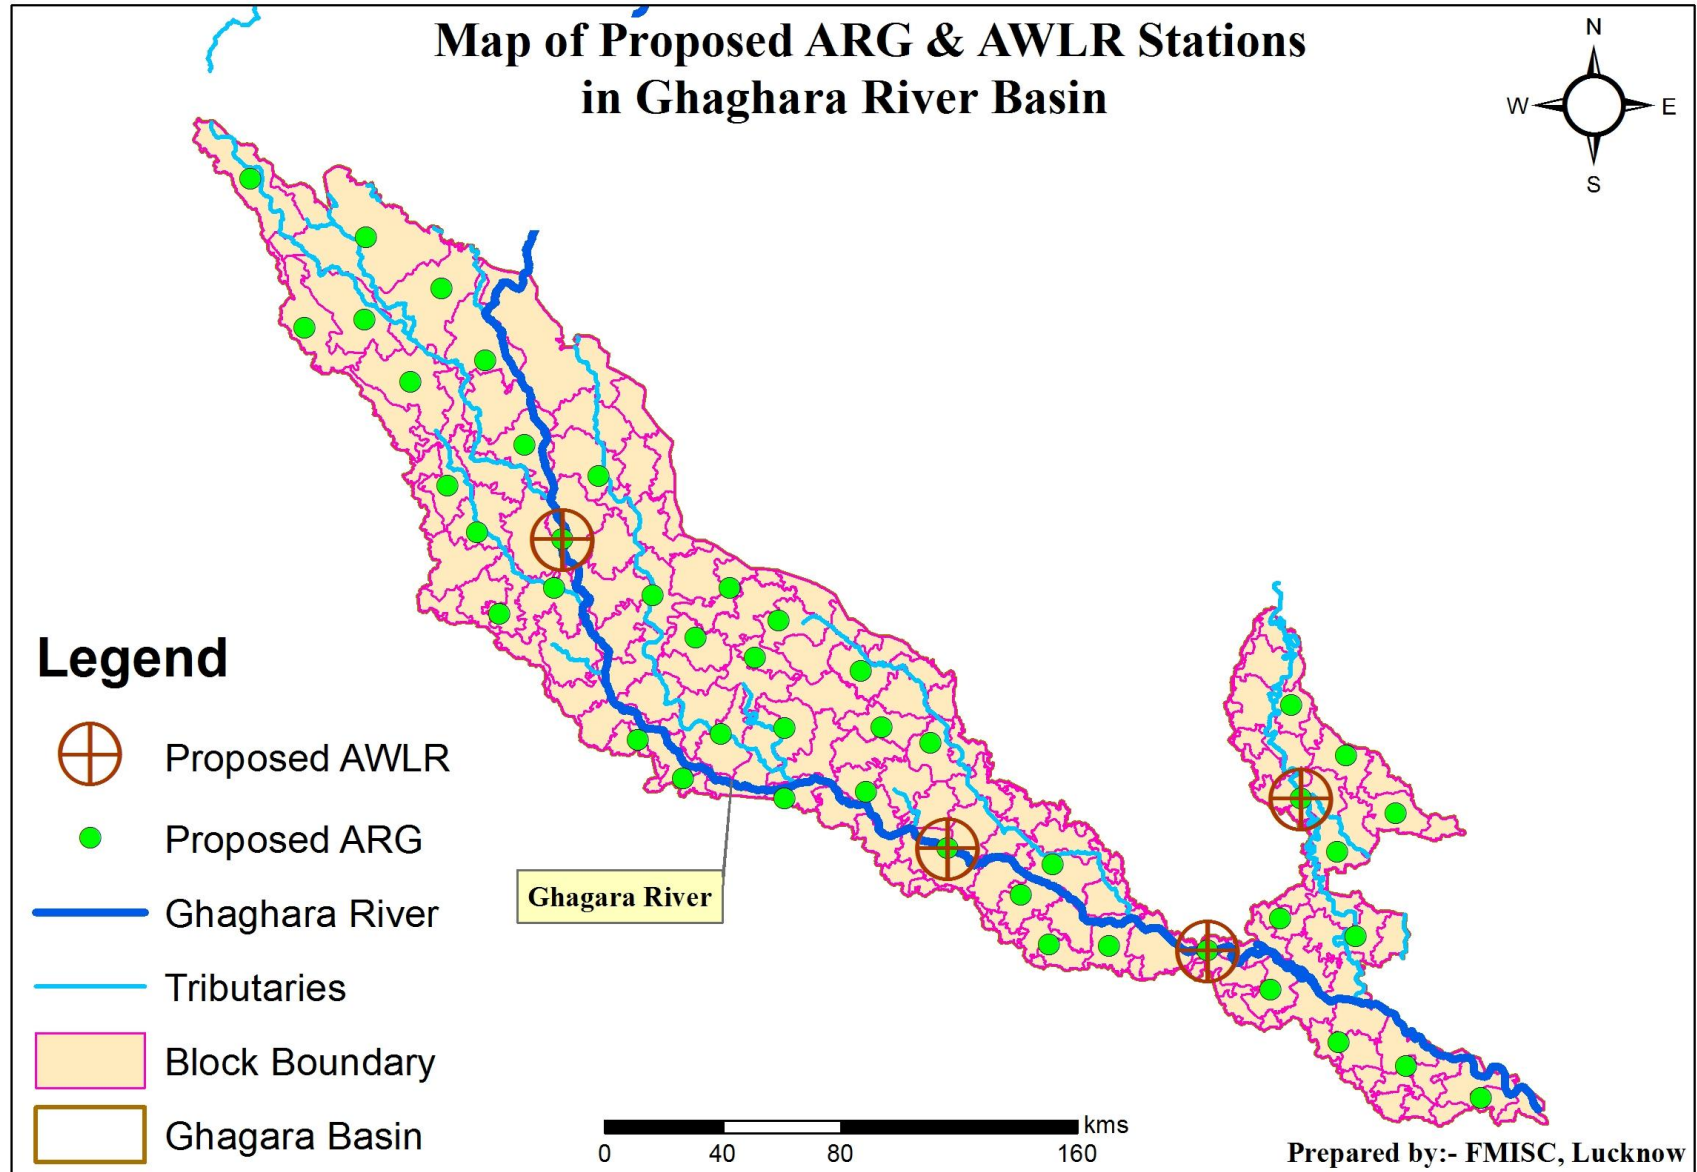 Map of Proposed ARG & AWLR Stations
in Ghaghara River Basin
N
W
E
S
Legend
Proposed AWLR
Proposed ARG
Ghaghara River
Tributaries
Block Boundary
Ghagara Basin
Ghagara River
kms
0
40
80
160
Prepared by:- FMISC, Lucknow